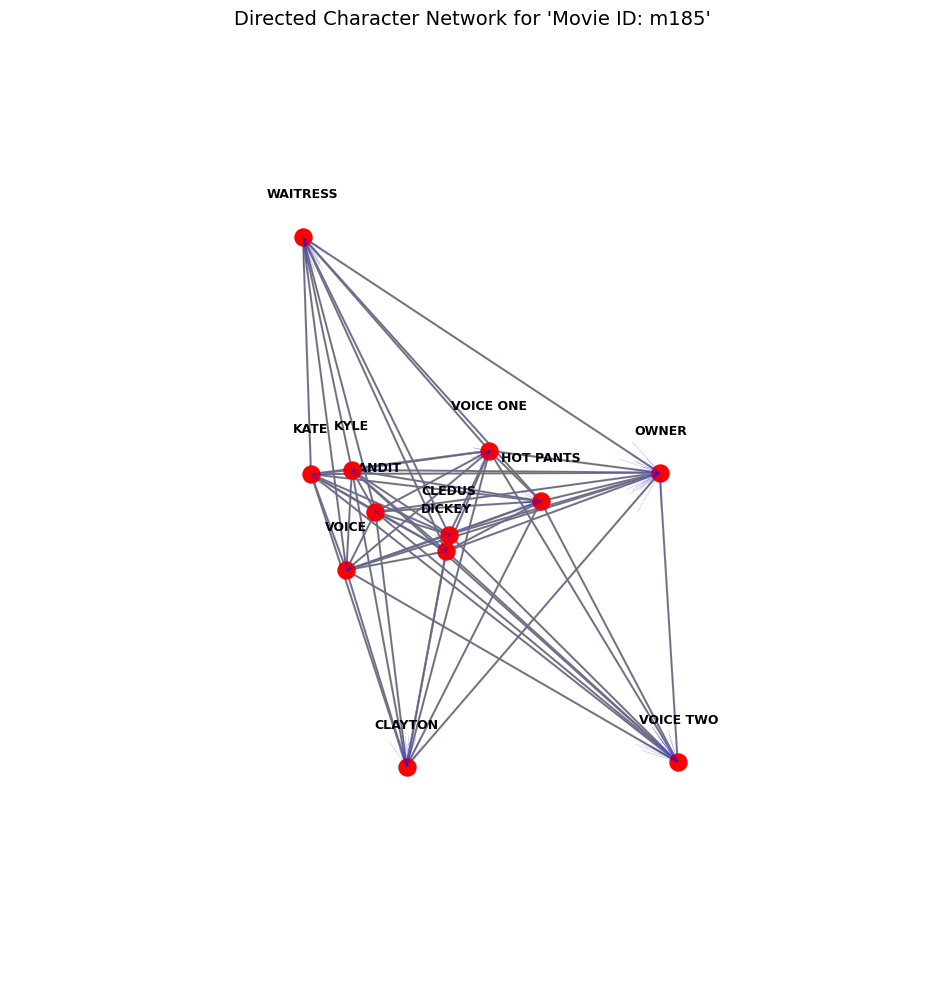 Directed Character Network for 'Movie ID: m185'
WAITRESS
VOICE ONE
KATE
KYLE
OWNER
HOT PANTS
ANDIT
CLEDUS
DICKEY
VOICE
CLAYTON
VOICE TWO